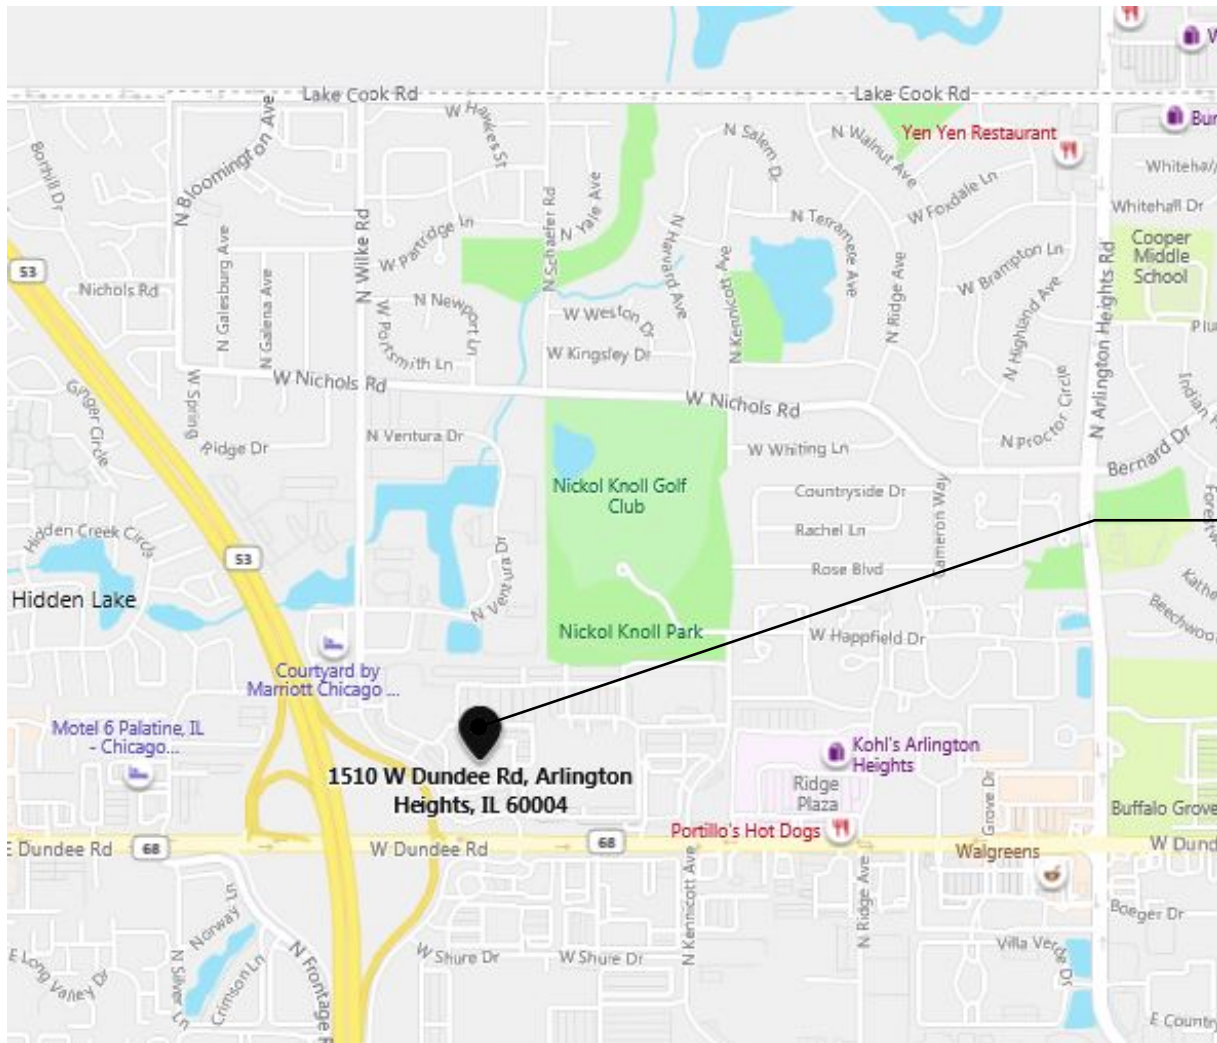 Lake Cook Rd
Lake Cook Rd
N Bloomington Ave
W Hawkes St
N Salem Dr
N Walnut Ave
Yen Yen Restaurant
Borthill Dr
Whitehall Dr
W Foxdale Ln
N Yale Ave
N Schaefer Rd
N Wilke Rd
W Partridge Ln
N Harvard Ave
N Terramere Ave
Cooper
Middle
School
53
Nichols Rd
N Galesburg Ave
N Galena Ave
N Newport Ln
W Portsmith Ln
W Weston Dr
W Kingsley Dr
N Kennicott Ave
N Ridge Ave
W Brampton Ln
N Highland Ave
N Arlington Heights Rd
W Nichols Rd
W Nichols Rd
W Spring
Ridge Dr
Ginger Circle
N Ventura Dr
W Whiting Ln
N Proctor Circle
Bernard Dr
Indian
Nickol Knoll Golf
Club
Countryside Dr
Rachel Ln
Cameron Way
Rose Blvd
Hidden Creek Circle
53
Hidden Lake
N Ventura Dr
Nickol Knoll Park
W Happfield Dr
Courtyard by
Marriott Chicago ...
Motel 6 Palatine, IL
- Chicago...
1510 W Dundee Rd, Arlington
Heights, IL 60004
Kohl's Arlington
Heights
Ridge
Plaza
Portillo's Hot Dogs
Grove Dr
Buffalo Grove
E Dundee Rd
68
W Dundee Rd
68
Walgreens
W Dund
N Kennicott Ave
N Ridge Ave
Boeger Dr
Norway Ln
N Silver Ln
Crimson Ln
E Long Valley Dr
N Frontage R
W Shure Dr
W Shure Dr
Villa Verde Dr
E Country